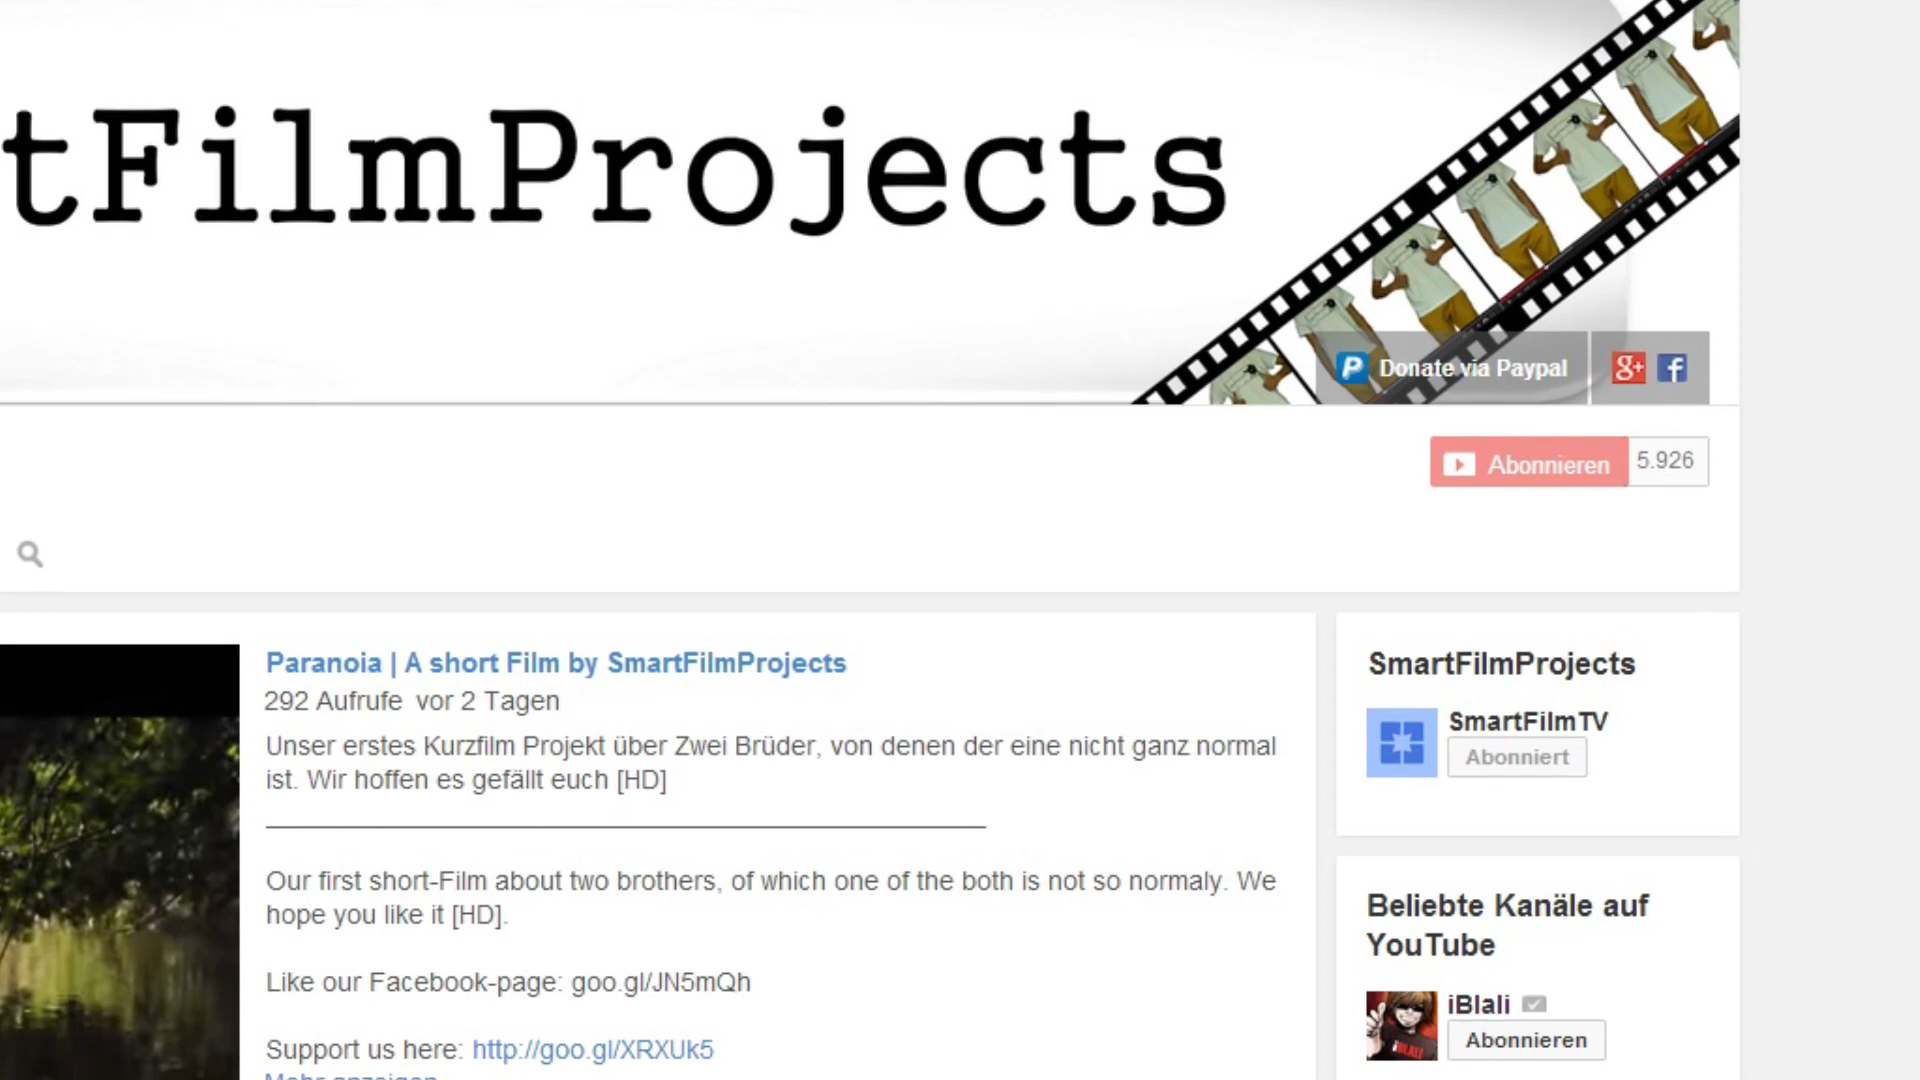 tFilmProjects
Donate via Paypal
Abonnieren 5.926
Paranoia | A short Film by SmartFilmProjects
292 Aufrufe vor 2 Tagen
Unser erstes Kurzfilm Projekt über Zwei Brüder, von denen der eine nicht ganz normal
ist. Wir hoffen es gefällt euch [HD]
Our first short-Film about two brothers, of which one of the both is not so normaly. We
hope you like it [HD].
Like our Facebook-page: goo.gl/JN5mQh
Support us here: http://goo.gl/XRXUk5
Mehr anzeigen
SmartFilmProjects
SmartFilmTV
Abonniert
Beliebte Kanäle auf
YouTube
iBlali
Abonnieren